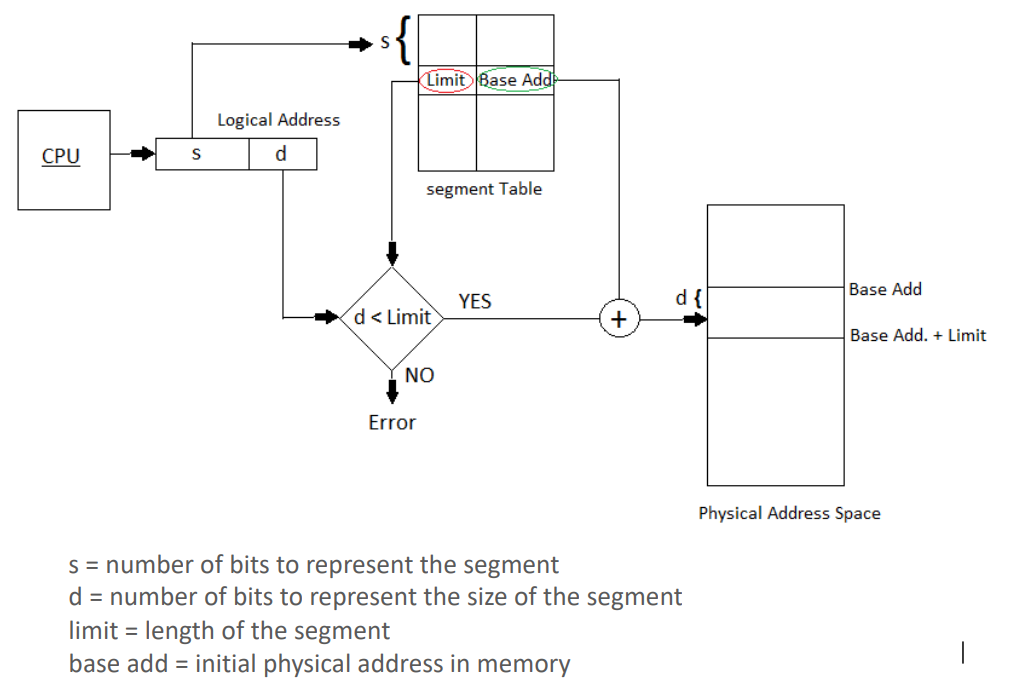 s {
Limit Base Add.
Logical Address
CPU
s d
segment Table
Base Add
d {
YES
d < Limit
+
Base Add. + Limit
NO
Error
Physical Address Space
s = number of bits to represent the segment
d = number of bits to represent the size of the segment
limit = length of the segment
base add = initial physical address in memory